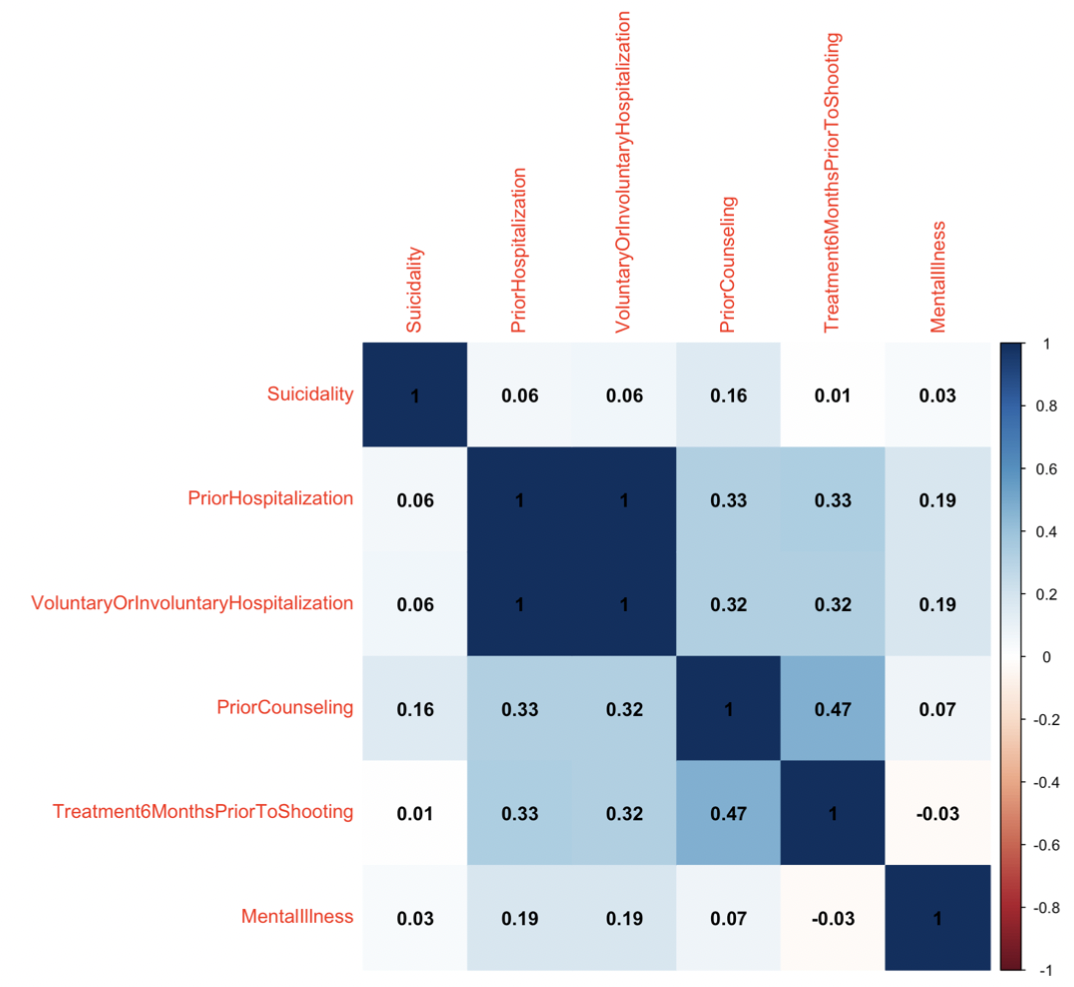 Suicidality
PriorHospitalization
VoluntaryOrInvoluntaryHospitalization
PriorCounseling
Treatment6MonthsPriorToShooting
MentalIllness
Suicidality 1 0.06 0.06 0.16 0.01 0.03
PriorHospitalization 0.06 1 1 0.33 0.33 0.19
VoluntaryOrInvoluntaryHospitalization 0.06 1 1 0.32 0.32 0.19
PriorCounseling 0.16 0.33 0.32 1 0.47 0.07
Treatment6MonthsPriorToShooting 0.01 0.33 0.32 0.47 1 -0.03
MentalIllness 0.03 0.19 0.19 0.07 -0.03 1
1
0.8
0.6
0.4
0.2
0
-0.2
-0.4
-0.6
-0.8
-1